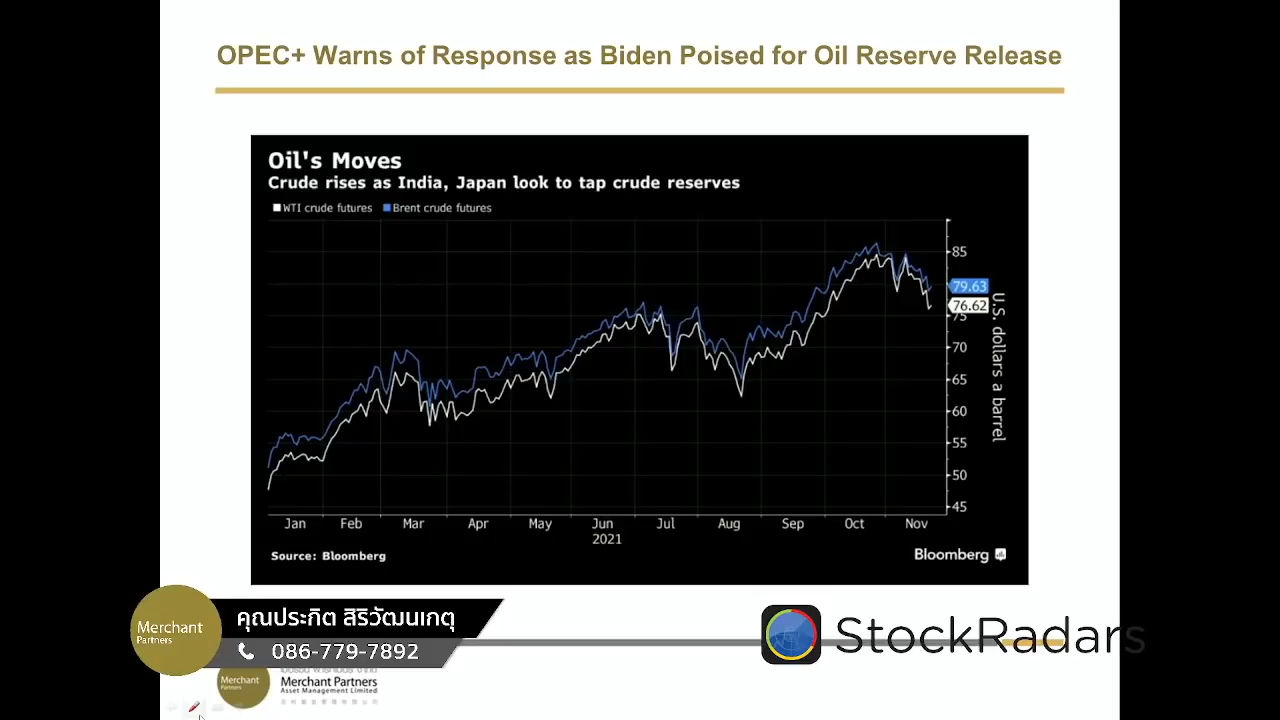 OPEC+ Warns of Response as Biden Poised for Oil Reserve Release
Oil's Moves
Crude rises as India, Japan look to tap crude reserves
WTI crude futures Brent crude futures
85
79.63
76.62
75
70
65
60
55
50
45
U.S. dollars a barrel
Jan Feb Mar Apr May Jun Jul Aug Sep Oct Nov
2021
Source: Bloomberg
Bloomberg
Merchant
Partners
คุณประกิต สิริวัฒนเกตุ
086-779-7892
StockRadars
Merchant
Partners
Merchant Partners
Asset Management Limited